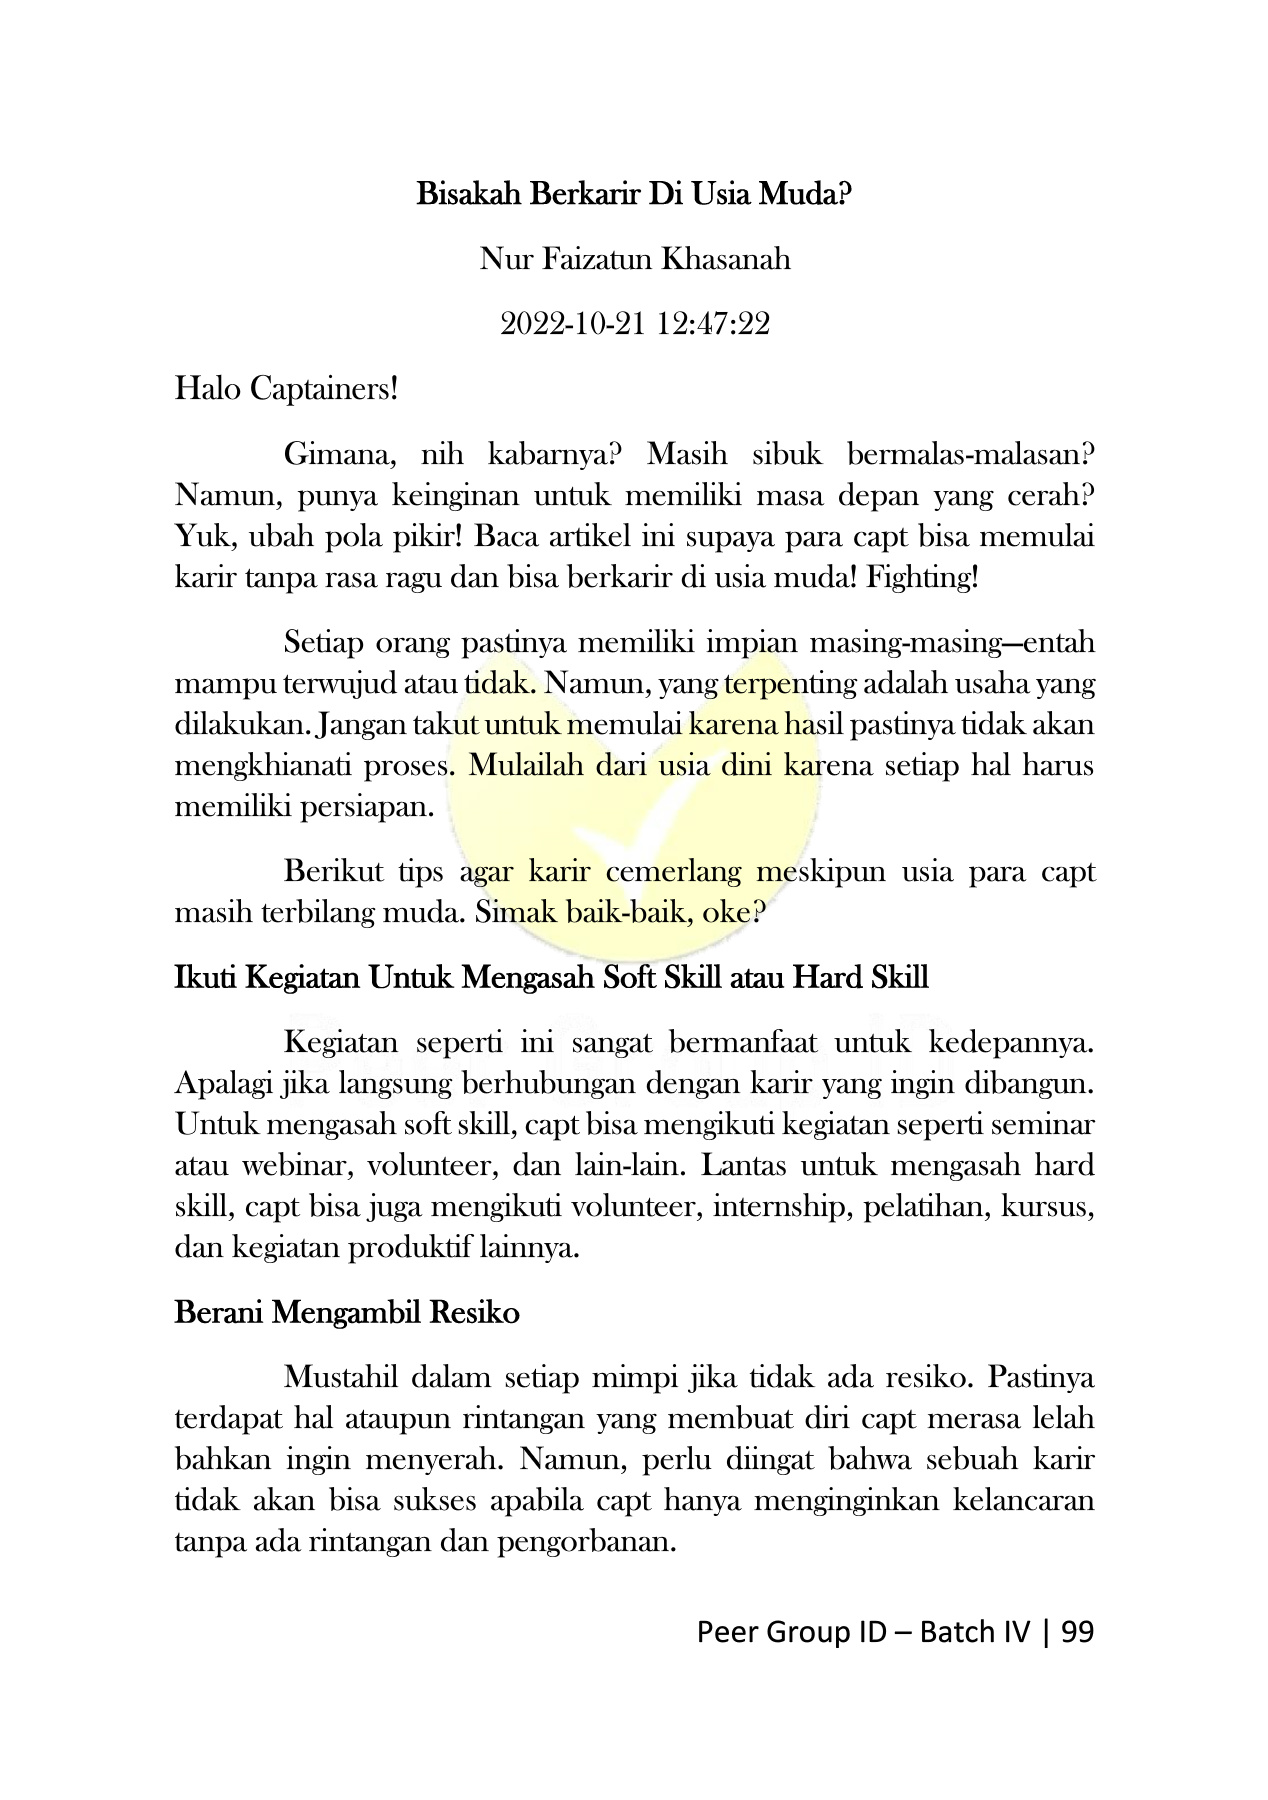 Bisakah Berkarir Di Usia Muda?
Nur Faizatun Khasanah
2022-10-21 12:47:22
Halo Captainers!
Gimana, nih kabarnya? Masih sibuk bermalas-malasan?
Namun, punya keinginan untuk memiliki masa depan yang cerah?
Yuk, ubah pola pikir! Baca artikel ini supaya para capt bisa memulai
karir tanpa rasa ragu dan bisa berkarir di usia muda! Fighting!
Setiap orang pastinya memiliki impian masing-masing—entah
mampu terwujud atau tidak. Namun, yang terpenting adalah usaha yang
dilakukan. Jangan takut untuk memulai karena hasil pastinya tidak akan
mengkhianati proses. Mulailah dari usia dini karena setiap hal harus
memiliki persiapan.
Berikut tips agar karir cemerlang meskipun usia para capt
masih terbilang muda. Simak baik-baik, oke?
Ikuti Kegiatan Untuk Mengasah Soft Skill atau Hard Skill
Kegiatan seperti ini sangat bermanfaat untuk kedepannya.
Apalagi jika langsung berhubungan dengan karir yang ingin dibangun.
Untuk mengasah soft skill, capt bisa mengikuti kegiatan seperti seminar
atau webinar, volunteer, dan lain-lain. Lantas untuk mengasah hard
skill, capt bisa juga mengikuti volunteer, internship, pelatihan, kursus,
dan kegiatan produktif lainnya.
Berani Mengambil Resiko
Mustahil dalam setiap mimpi jika tidak ada resiko. Pastinya
terdapat hal ataupun rintangan yang membuat diri capt merasa lelah
bahkan ingin menyerah. Namun, perlu diingat bahwa sebuah karir
tidak akan bisa sukses apabila capt hanya menginginkan kelancaran
tanpa ada rintangan dan pengorbanan.
Peer Group ID – Batch IV | 99